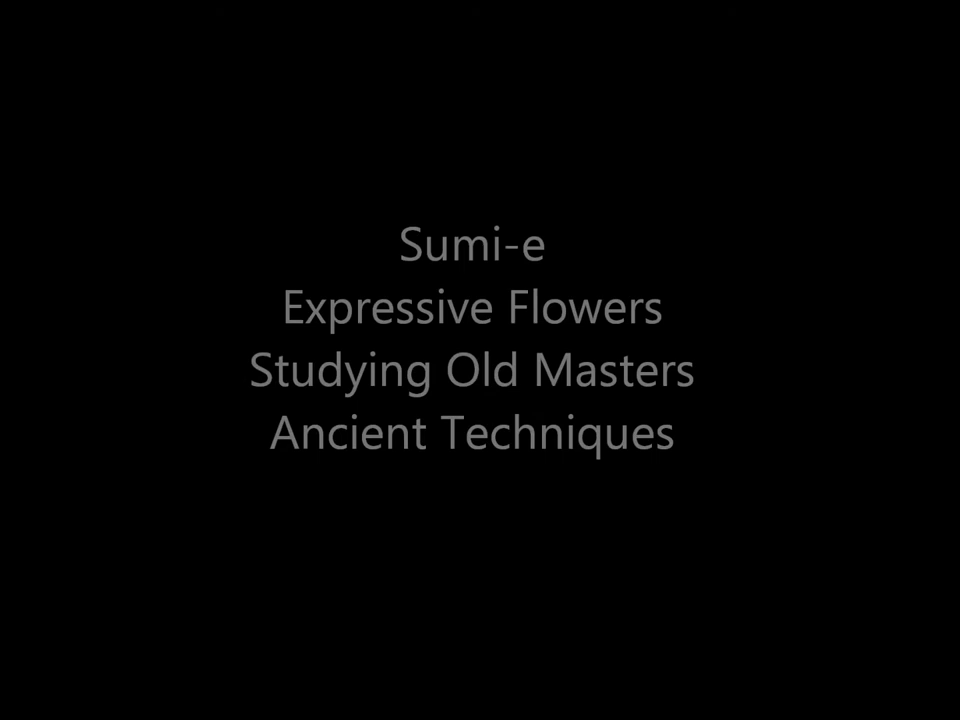 Sumi-e
Expressive Flowers
Studying Old Masters
Ancient Techniques